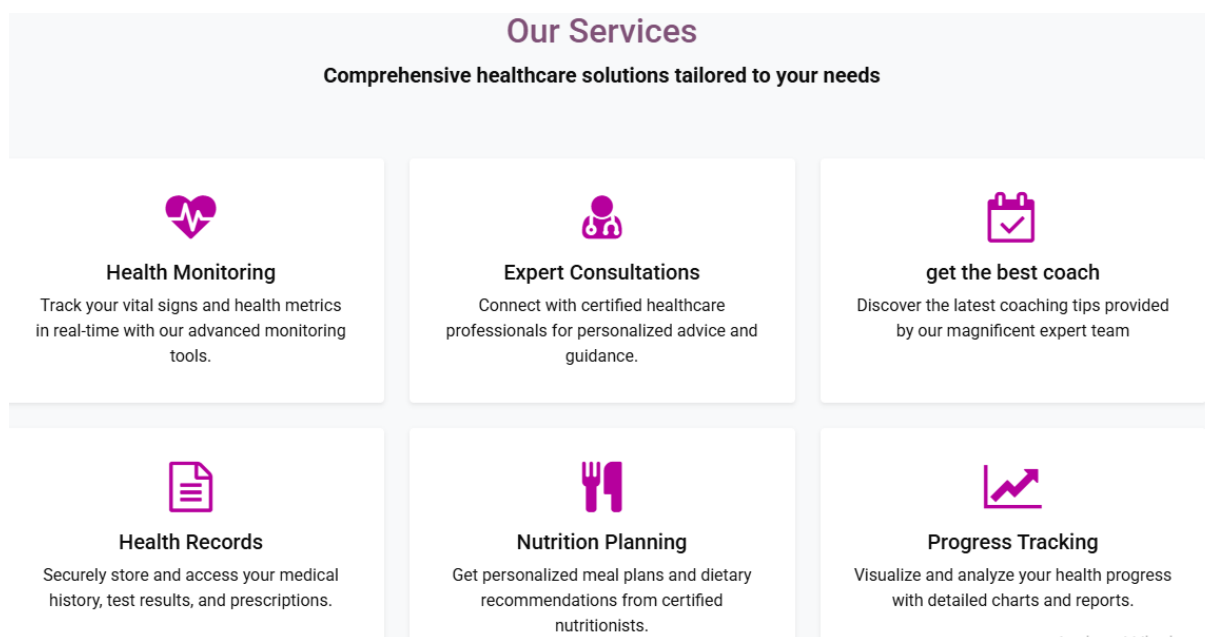 Our Services
Comprehensive healthcare solutions tailored to your needs
Health Monitoring
Track your vital signs and health metrics
in real-time with our advanced monitoring
tools.
Expert Consultations
Connect with certified healthcare
professionals for personalized advice and
guidance.
get the best coach
Discover the latest coaching tips provided
by our magnificent expert team
Health Records
Securely store and access your medical
history, test results, and prescriptions.
Nutrition Planning
Get personalized meal plans and dietary
recommendations from certified
nutritionists.
Progress Tracking
Visualize and analyze your health progress
with detailed charts and reports.